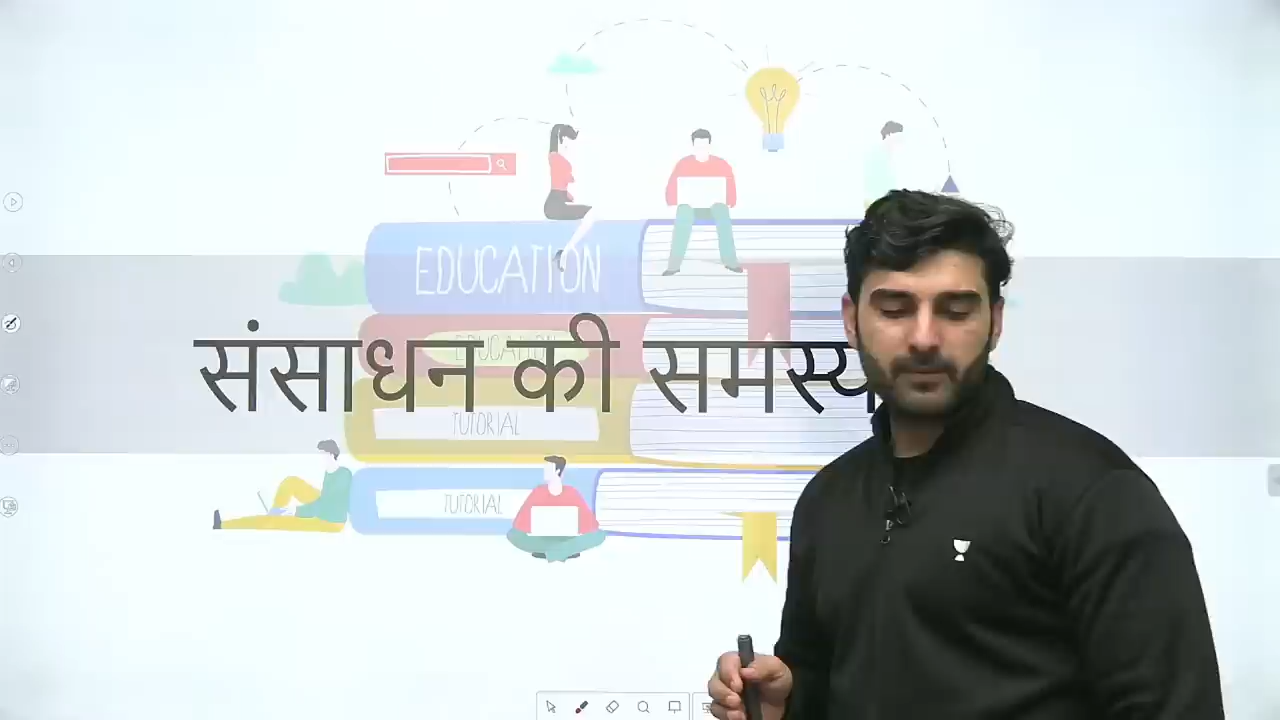 EDUCATION
EDUCATION
संसाधन की
TUTORIAL
TUTORIAL